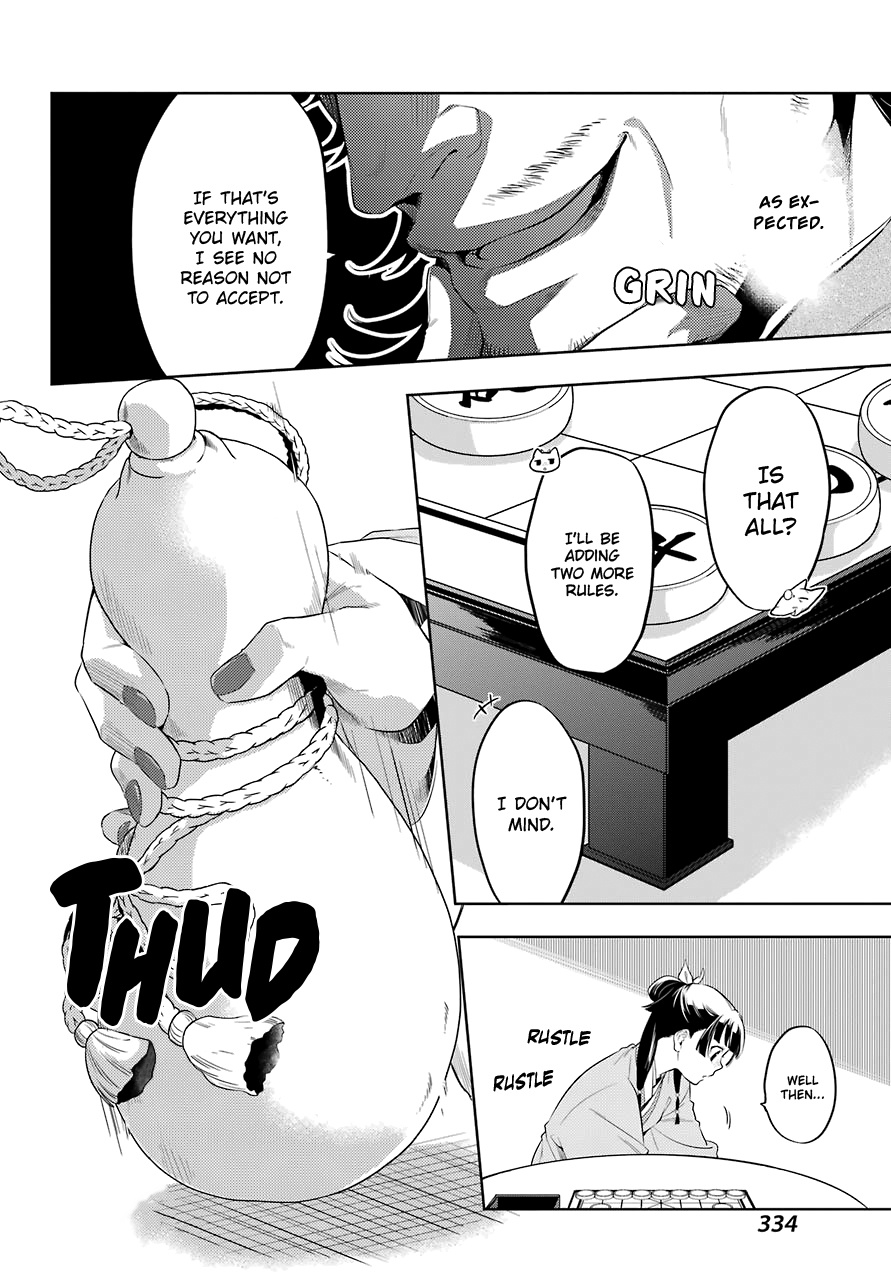 AS EX-
PECTED.
GRIN
IF THAT'S
EVERYTHING
YOU WANT,
I SEE NO
REASON NOT
TO ACCEPT.
IS
THAT
ALL?
I'LL BE
ADDING
TWO MORE
RULES.
I DON'T
MIND.
WELL
THEN...
RUSTLE
RUSTLE
THUD
334